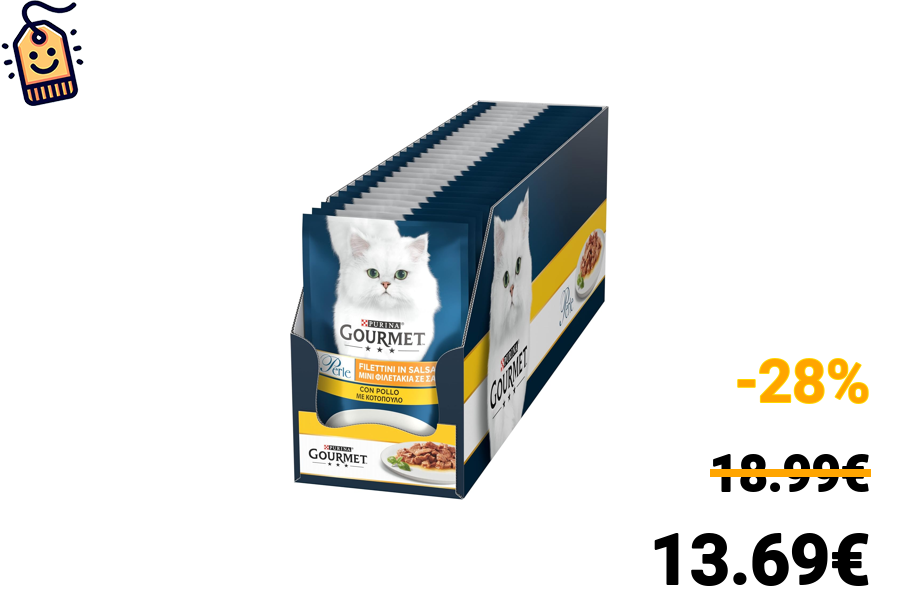 PURINA
GOURMET
Perle
FILETTINI IN SALSA
ΜΙΝΙ ΦΙΛΕΤΑΚΙΑ ΣΕ ΣΑ
CON POLLO
ΜΕ ΚΟΤΟΠΟΥΛΟ
PURINA
GOURMET
PURINA
GOURMET
Perle
-28%
18.99€
13.69€